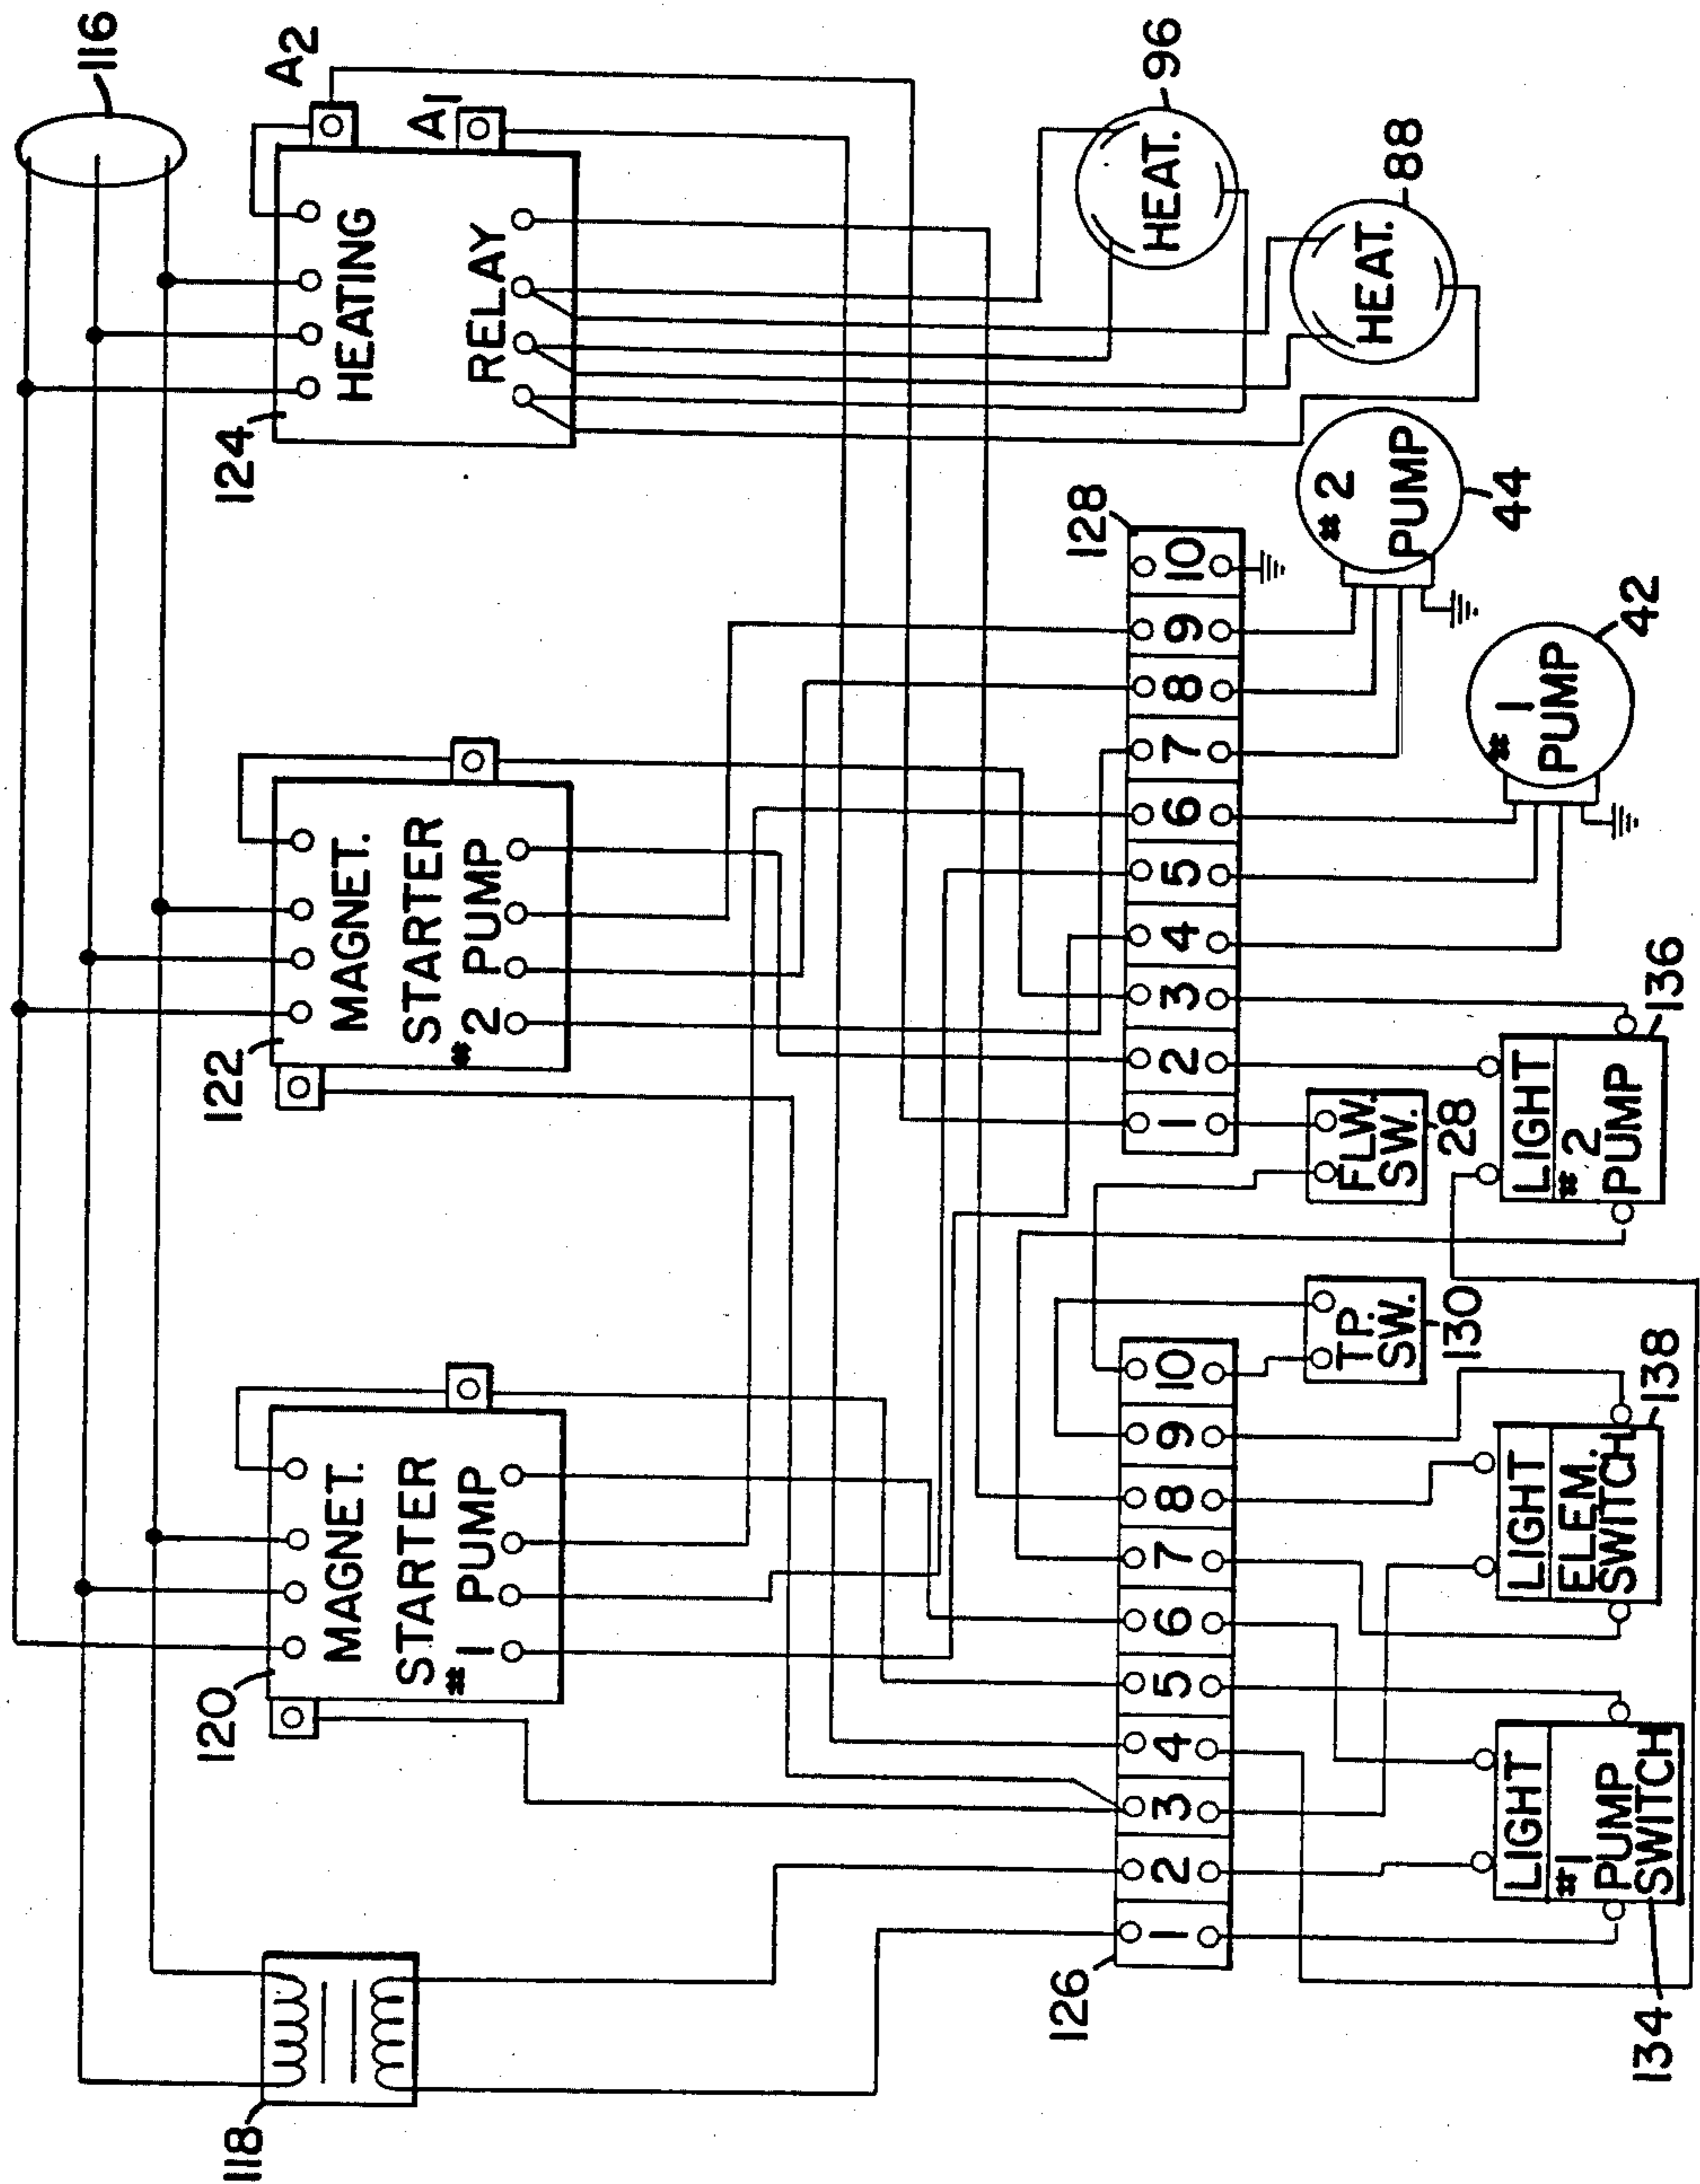 116
A2
A1
HEATING
RELAY
124
96
HEAT.
88
HEAT.
MAGNET.
STARTER
#2 PUMP
122
128
1 2 3 4 5 6 7 8 9 10
#2
PUMP
44
#1
PUMP
42
MAGNET.
STARTER
#1 PUMP
120
118
126
1 2 3 4 5 6 7 8 9 10
FLW.
SW.
28
TP.
SW.
130
LIGHT
#2
PUMP
136
LIGHT
ELEM.
SWITCH
138
LIGHT
#1
PUMP
SWITCH
134